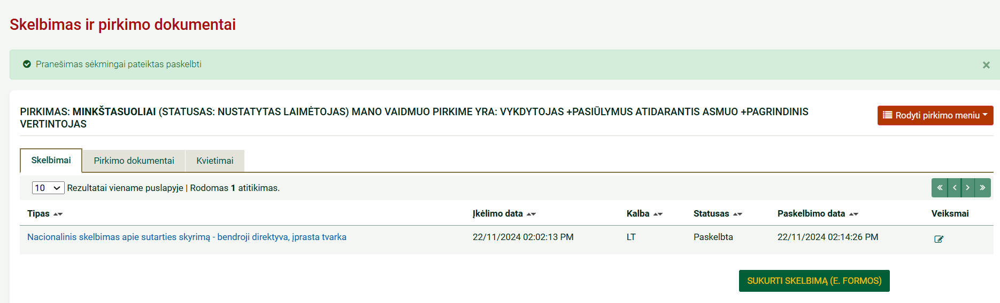 Skelbimas ir pirkimo dokumentai
Pranešimas sėkmingai pateiktas paskelbti
×
PIRKIMAS: MINKŠTASUOLIAI (STATUSAS: NUSTATYTAS LAIMĖTOJAS) MANO VAIDMUO PIRKIME YRA: VYKDYTOJAS +PASIŪLYMUS ATIDARANTIS ASMUO +PAGRINDINIS
VERTINTOJAS
Rodyti pirkimo meniu
Skelbimai Pirkimo dokumentai Kvietimai
10 Rezultatai viename puslapyje | Rodomas 1 atitikimas. « ‹ › »
Tipas Įkėlimo data Kalba Statusas Paskelbimo data Veiksmai
Nacionalinis skelbimas apie sutarties skyrimą - bendroji direktyva, įprasta tvarka 22/11/2024 02:02:13 PM LT Paskelbta 22/11/2024 02:14:26 PM
SUKURTI SKELBIMĄ (E. FORMOS)